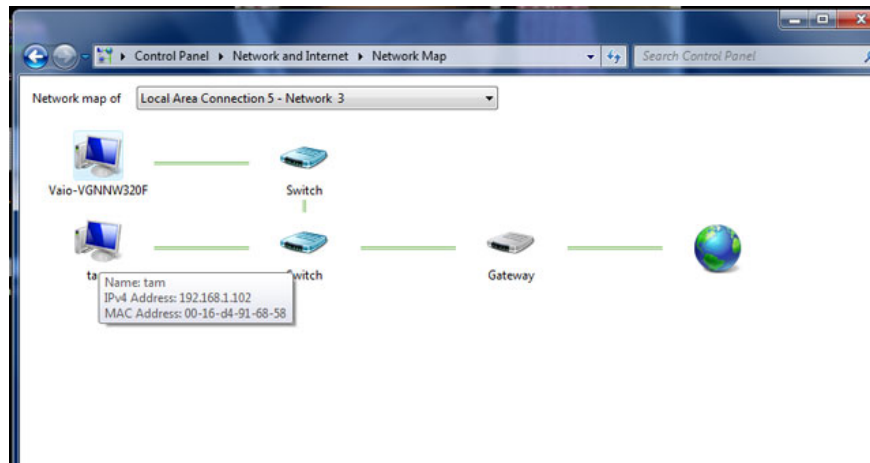 Control Panel ▸ Network and Internet ▸ Network Map
Search Control Panel
Network map of
Local Area Connection 5 - Network 3
Vaio-VGNNW320F
Switch
ta
Switch
Gateway
Name: tam
IPv4 Address: 192.168.1.102
MAC Address: 00-16-d4-91-68-58